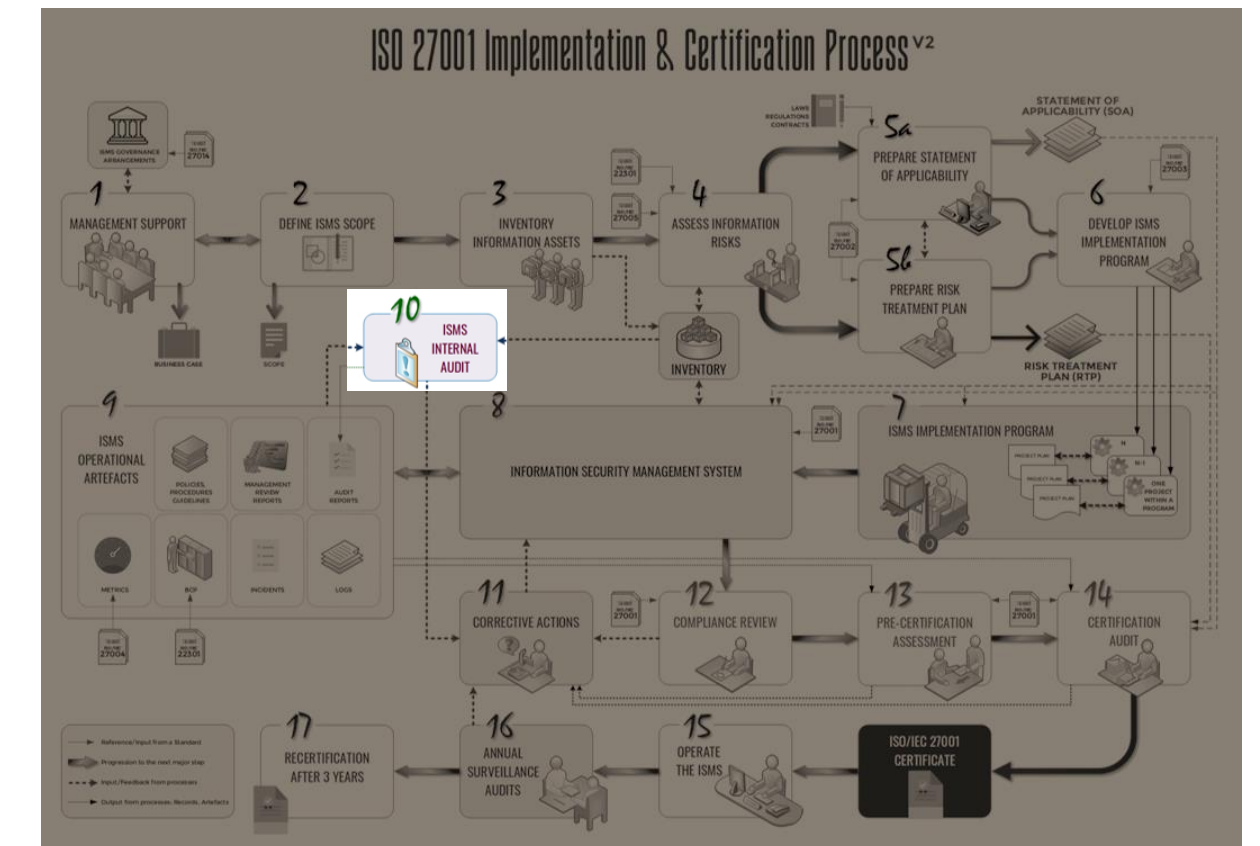 ISO 27001 Implementation & Certification Process V2
ISMS GOVERNANCE
ARRANGEMENTS
27014
1
MANAGEMENT SUPPORT
BUSINESS CASE
2
DEFINE ISMS SCOPE
SCOPE
3
INVENTORY
INFORMATION ASSETS
22301
27005
4
ASSESS INFORMATION
RISKS
LAWS
REGULATIONS
CONTRACTS
5a
PREPARE STATEMENT
OF APPLICABILITY
27002
5b
PREPARE RISK
TREATMENT PLAN
STATEMENT OF
APPLICABILITY (SOA)
RISK TREATMENT
PLAN (RTP)
27003
6
DEVELOP ISMS
IMPLEMENTATION
PROGRAM
10
ISMS
INTERNAL
AUDIT
INVENTORY
9
ISMS
OPERATIONAL
ARTEFACTS
POLICIES,
PROCEDURES
GUIDELINES
MANAGEMENT
REVIEW
REPORTS
AUDIT
REPORTS
METRICS
BCP
INCIDENTS
LOGS
27004
22301
8
INFORMATION SECURITY MANAGEMENT SYSTEM
27001
7
ISMS IMPLEMENTATION PROGRAM
PROJECT PLAN
PROJECT PLAN
PROJECT PLAN
N
N-1
ONE
PROJECT
WITHIN A
PROGRAM
11
CORRECTIVE ACTIONS
27001
12
COMPLIANCE REVIEW
13
PRE-CERTIFICATION
ASSESSMENT
27001
14
CERTIFICATION
AUDIT
Reference/Input from a Standard
Progression to the next major step
Input/Feedback from processes
Output from processes; Records, Artefacts
17
RECERTIFICATION
AFTER 3 YEARS
16
ANNUAL
SURVEILLANCE
AUDITS
15
OPERATE
THE ISMS
ISO/IEC 27001
CERTIFICATE